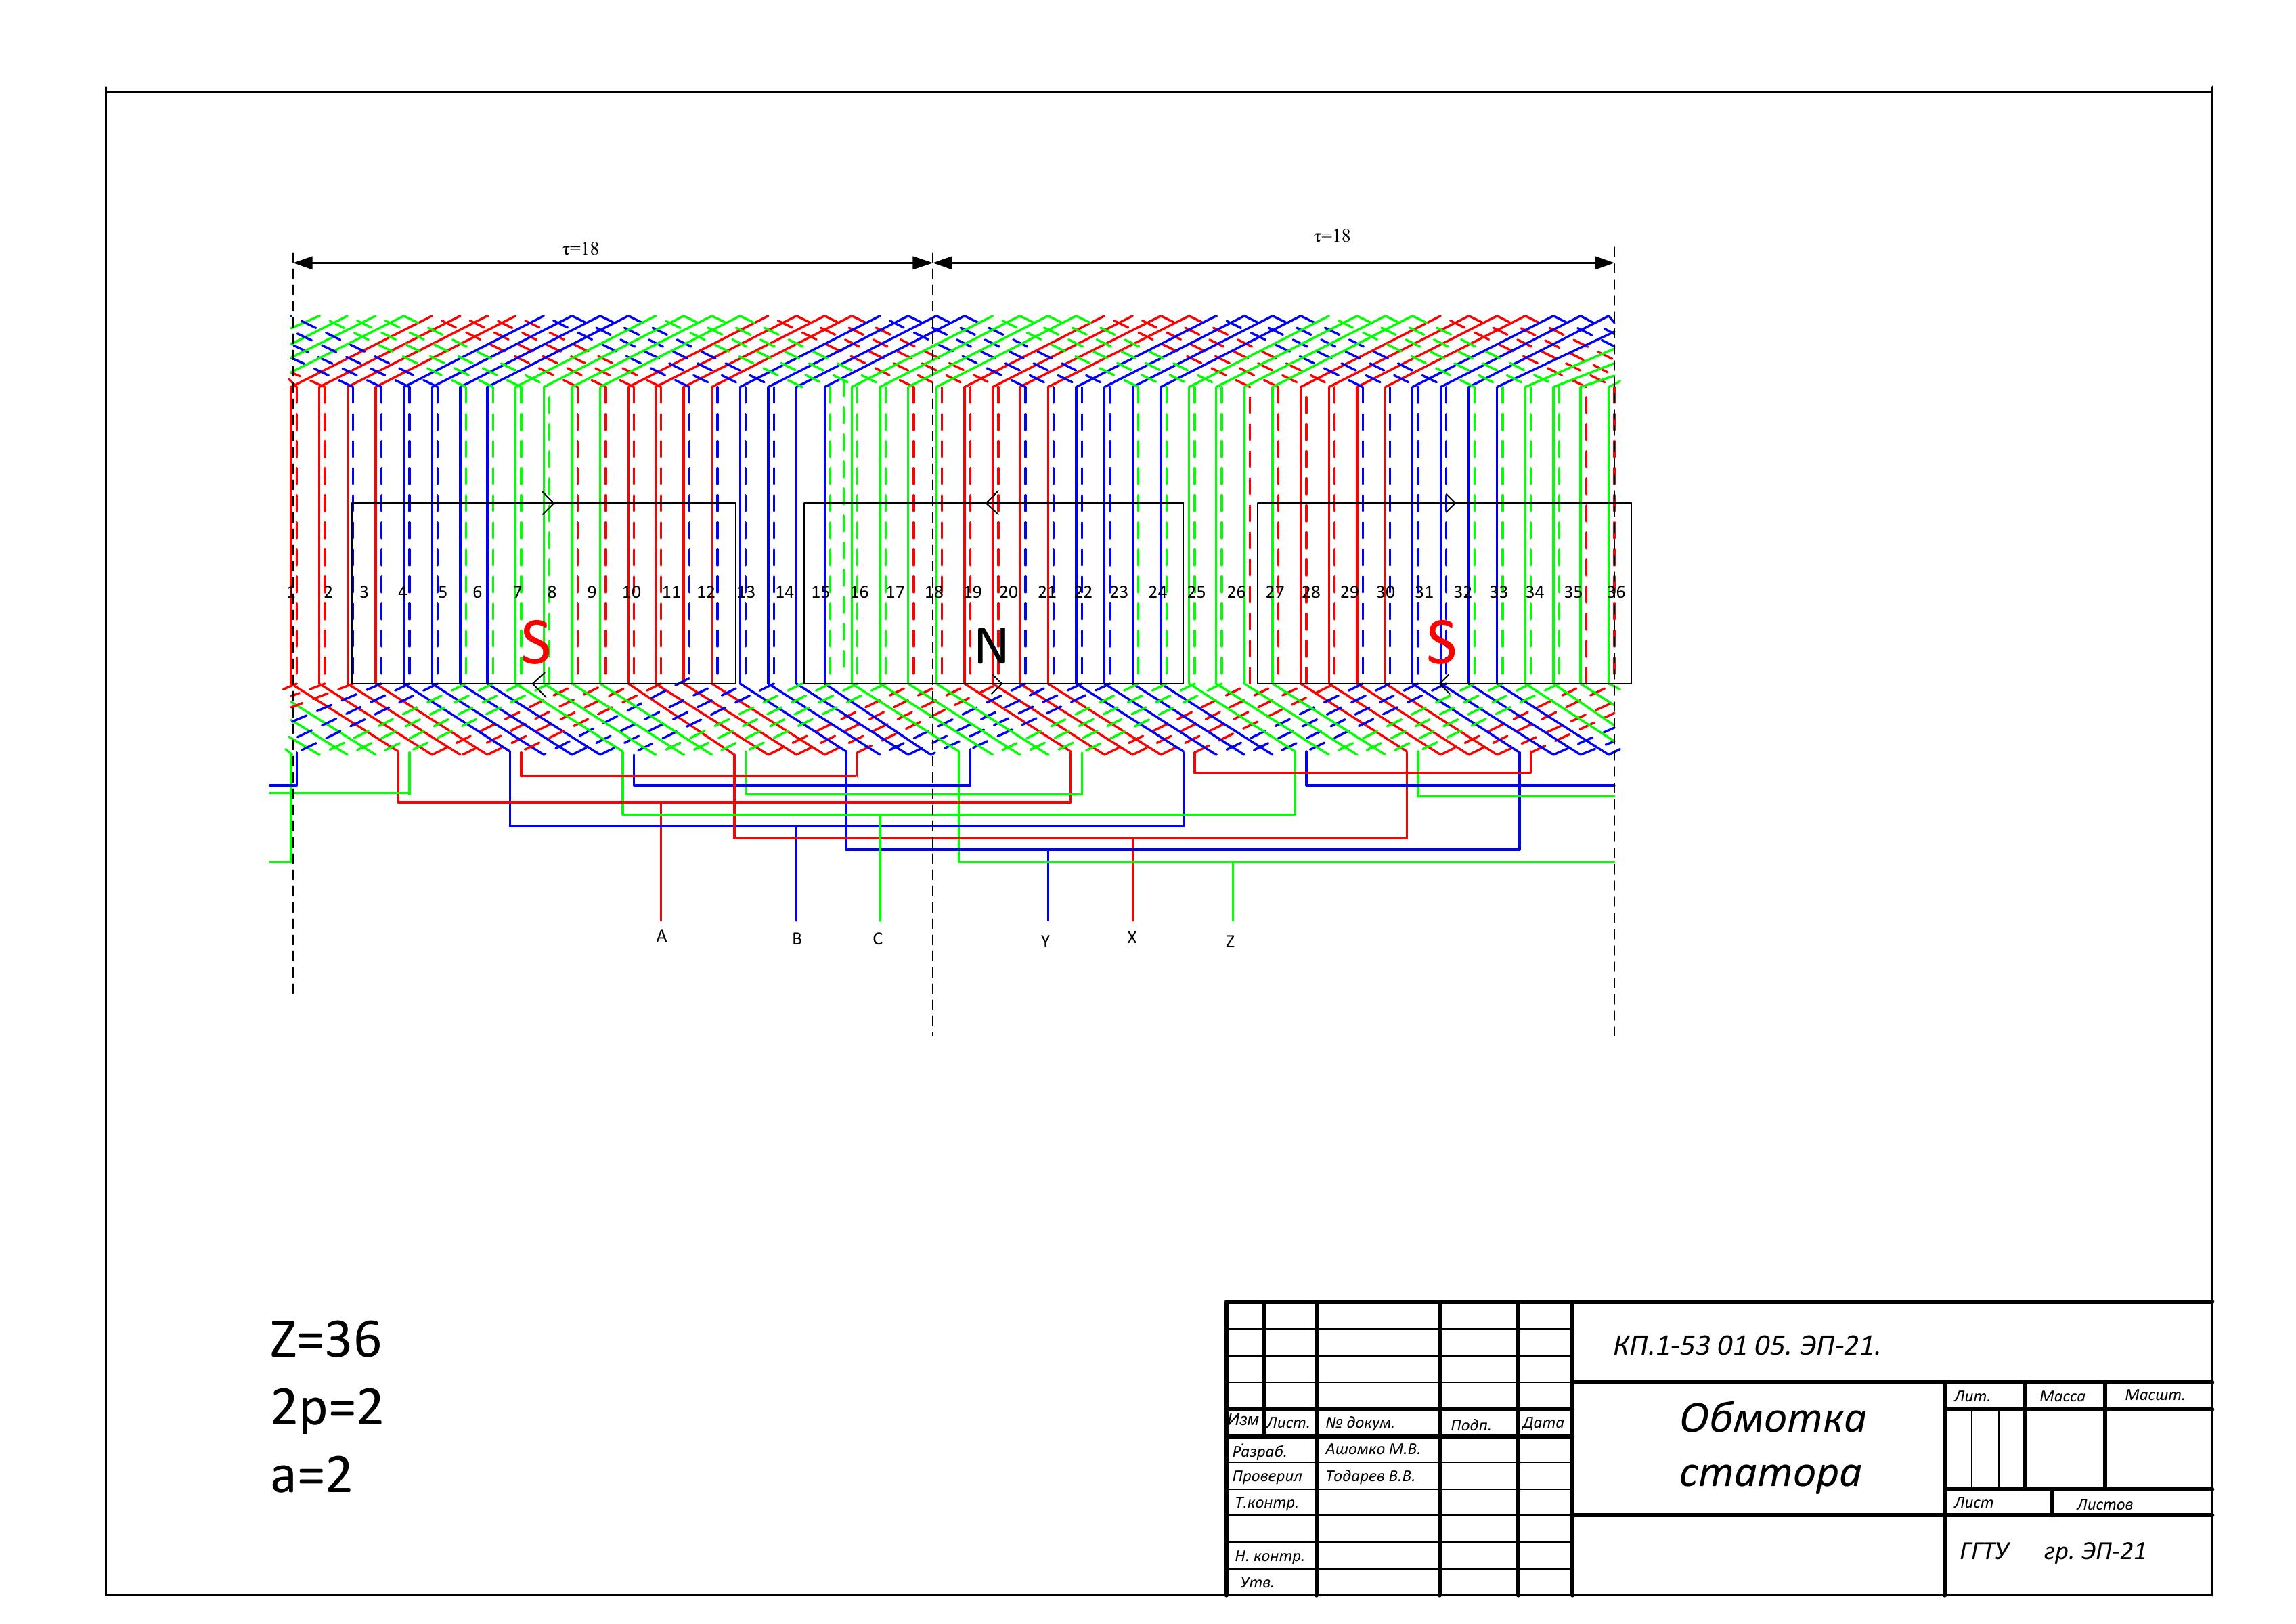 τ=18
τ=18
1 2 3 4 5 6 7 8 9 10 11 12 13 14 15 16 17 18 19 20 21 22 23 24 25 26 27 28 29 30 31 32 33 34 35 36
S N S
A B C Y X Z
Z=36
2p=2
a=2
КП.1-53 01 05. ЭП-21.
Изм. Лист. № докум. Подп. Дата
Разраб. Ашомко М.В.
Проверил Тодарев В.В.
Т.контр.
Н. контр.
Утв.
Обмотка
статора
Лит. Масса Масшт.
Лист Листов
ГГТУ гр. ЭП-21